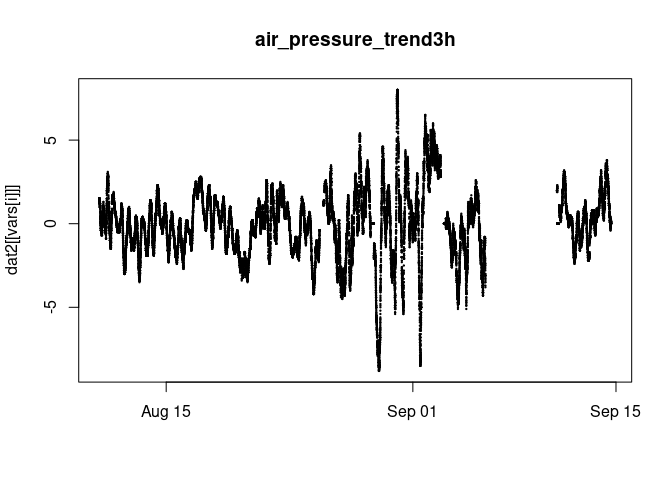 air_pressure_trend3h
dat2[[vars[i]]]
5
0
-5
Aug 15
Sep 01
Sep 15